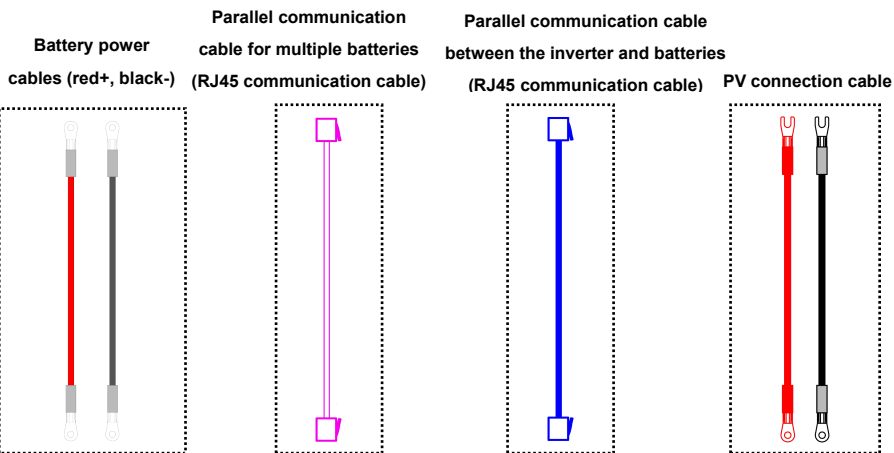 Battery power
cables (red+, black-)
Parallel communication
cable for multiple batteries
(RJ45 communication cable)
Parallel communication cable
between the inverter and batteries
(RJ45 communication cable)
PV connection cable